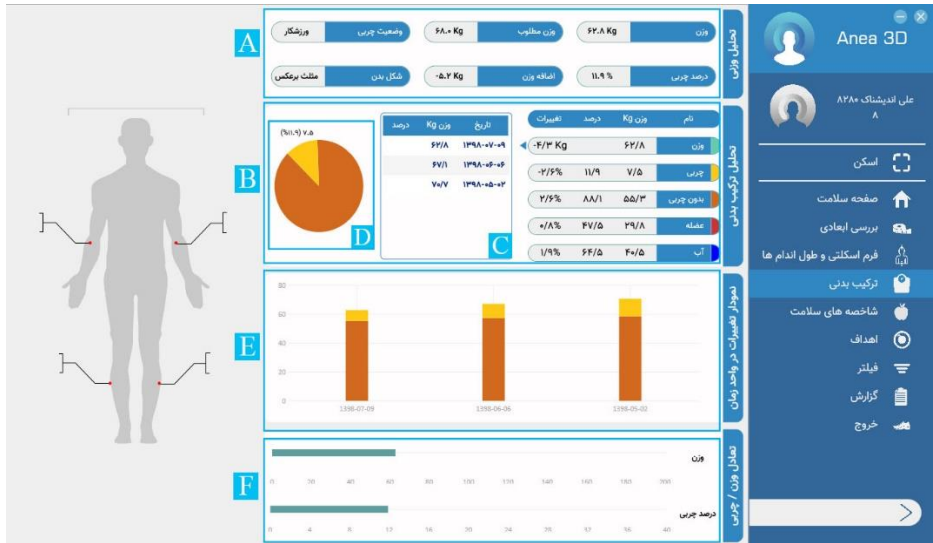 Anea 3D
علی اندیشناک ۸۲۸۰
۸
اسکن
صفحه سلامت
بررسی ابعادی
فرم اسکلتی و طول اندام ها
ترکیب بدنی
شاخصه های سلامت
اهداف
فیلتر
گزارش
خروج
A
تحلیل وزنی
وزن ۶۲.۸ Kg وزن مطلوب ۶۸.۰ Kg وضعیت چربی ورزشکار
درصد چربی ۱۱.۹ % اضافه وزن -۵.۲ Kg شکل بدن مثلث برعکس
B
تحلیل ترکیب بدنی
نام وزن Kg درصد تغییرات
وزن ۶۲/۸ -۴/۳ Kg
چربی ۷/۵ ۱۱/۹ -۲/۶%
بدون چربی ۵۵/۳ ۸۸/۱ ۲/۶%
عضله ۲۹/۸ ۴۷/۵ ۰/۸%
آب ۴۰/۵ ۶۴/۵ ۱/۹%
C
تاریخ وزن Kg درصد
۱۳۹۸-۰۷-۰۹ ۶۲/۸
۱۳۹۸-۰۶-۰۶ ۶۷/۱
۱۳۹۸-۰۵-۰۲ ۷۰/۷
D
۷.۵ (%۱۱.۹)
E
نمودار تغییرات در واحد زمان
80
60
40
20
0
1398-07-09 1398-06-06 1398-05-02
F
تعادل وزن / چربی
وزن
0 20 40 60 80 100 120 140 160 180 200
درصد چربی
0 4 8 12 16 20 24 28 32 36 40